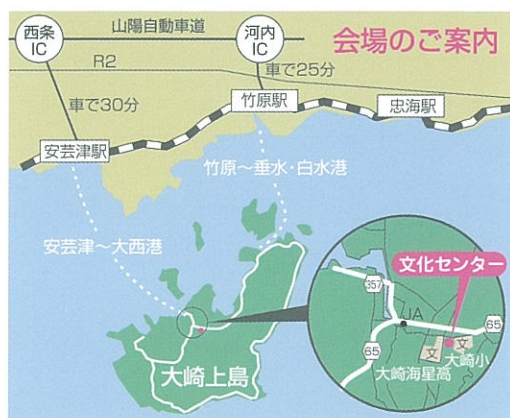 西条
IC
山陽自動車道
河内
IC
会場のご案内
R2
車で25分
車で30分
竹原駅
忠海駅
安芸津駅
竹原～垂水・白水港
安芸津～大西港
文化センター
357
JA
65
65
文
文
大崎小
大崎海星高
大崎上島